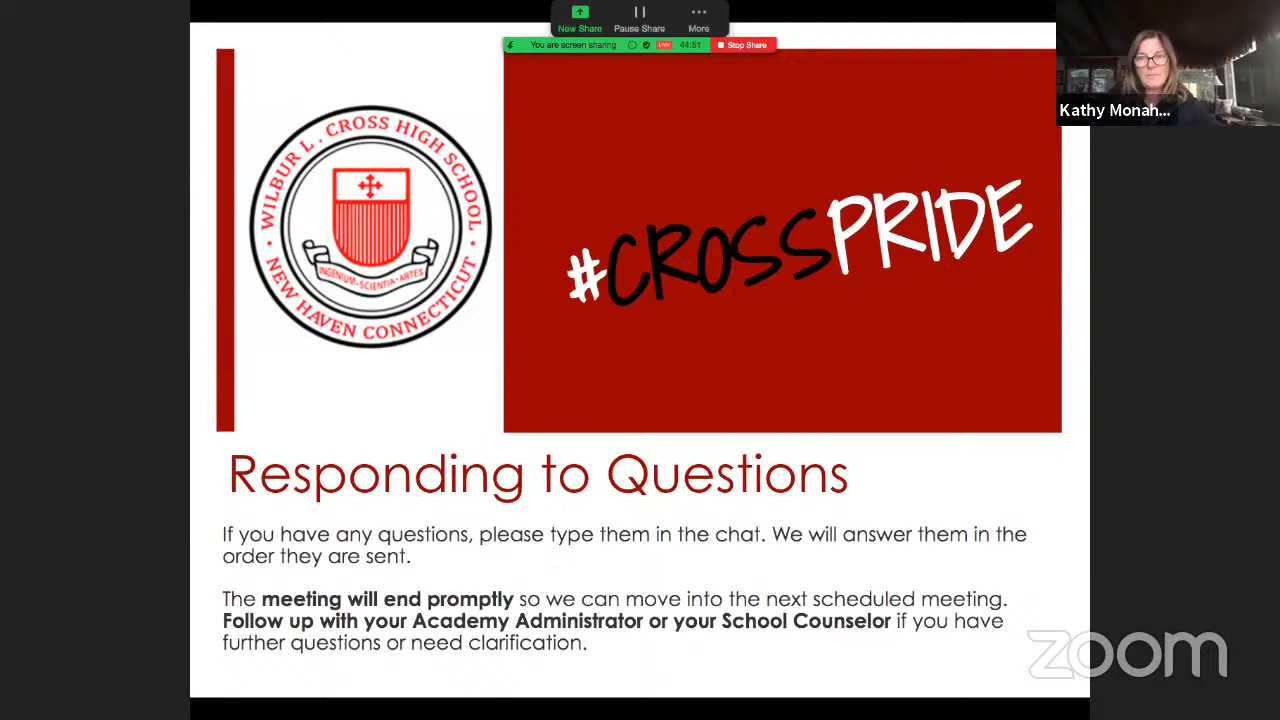 New Share
Pause Share
More
You are screen sharing
LIVE
44:51
Stop Share
Kathy Monah...
WILBUR L . CROSS HIGH SCHOOL
• NEW HAVEN CONNECTICUT •
INGENIUM•SCIENTIA•ARTES
#CROSSPRIDE
Responding to Questions
If you have any questions, please type them in the chat. We will answer them in the
order they are sent.
The meeting will end promptly so we can move into the next scheduled meeting.
Follow up with your Academy Administrator or your School Counselor if you have
further questions or need clarification.
zoom